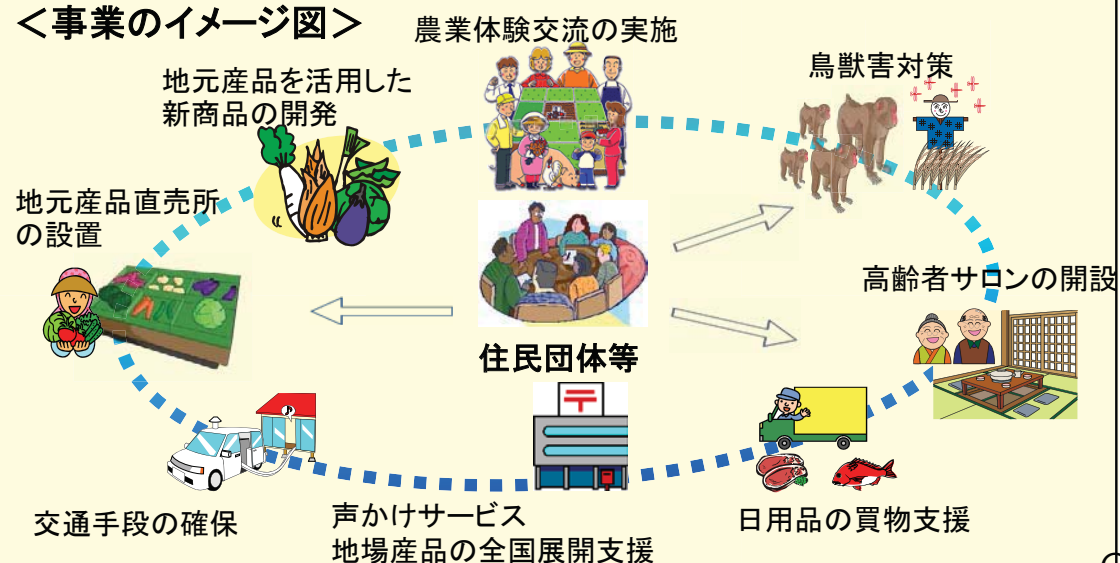 ＜事業のイメージ図＞
農業体験交流の実施
地元産品を活用した
新商品の開発
鳥獣害対策
地元産品直売所
の設置
高齢者サロンの開設
住民団体等
〒
交通手段の確保
声かけサービス
地場産品の全国展開支援
日用品の買物支援